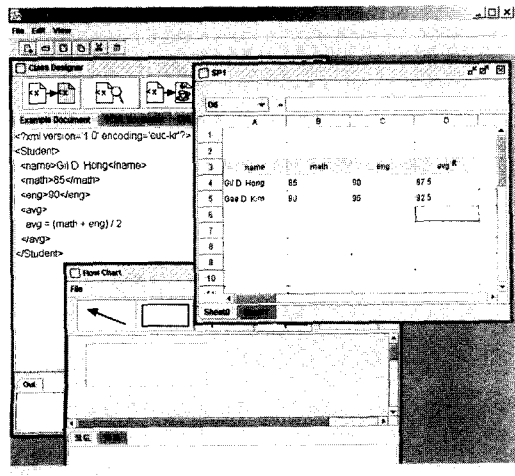 File Edit View
Class Designer
Example Document
<?xml version='1.0' encoding='euc-kr'?>
<Student>
<name>Gil D. Hong</name>
<math>85</math>
<eng>90</eng>
<avg>
avg = (math + eng) / 2
</avg>
</Student>
Out
SP1
D6
=
A B C D
1
2
3 name math eng avg
4 Gil D. Hong 85 90 87.5
5 95 92.5
6
7
8
9
10
Sheet0
Flow Chart
File